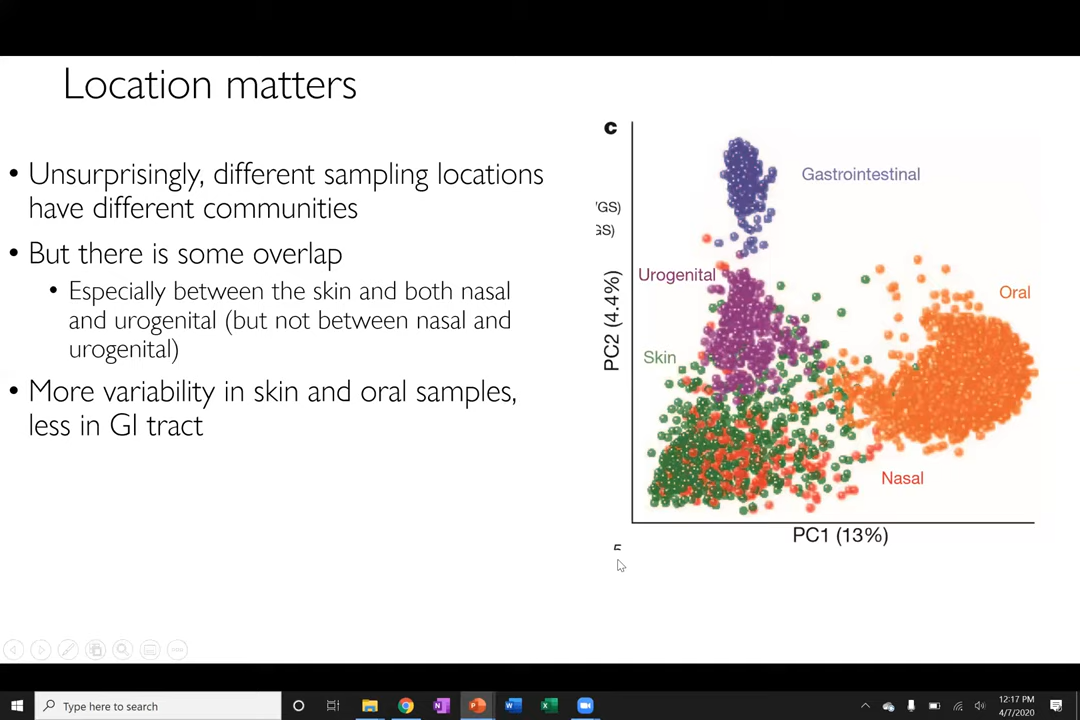 Location matters
• Unsurprisingly, different sampling locations
have different communities
• But there is some overlap
• Especially between the skin and both nasal
and urogenital (but not between nasal and
urogenital)
• More variability in skin and oral samples,
less in GI tract
c
Gastrointestinal
GS)
GS)
Urogenital
Oral
PC2 (4.4%)
Skin
Nasal
PC1 (13%)
Type here to search
12:17 PM
4/7/2020